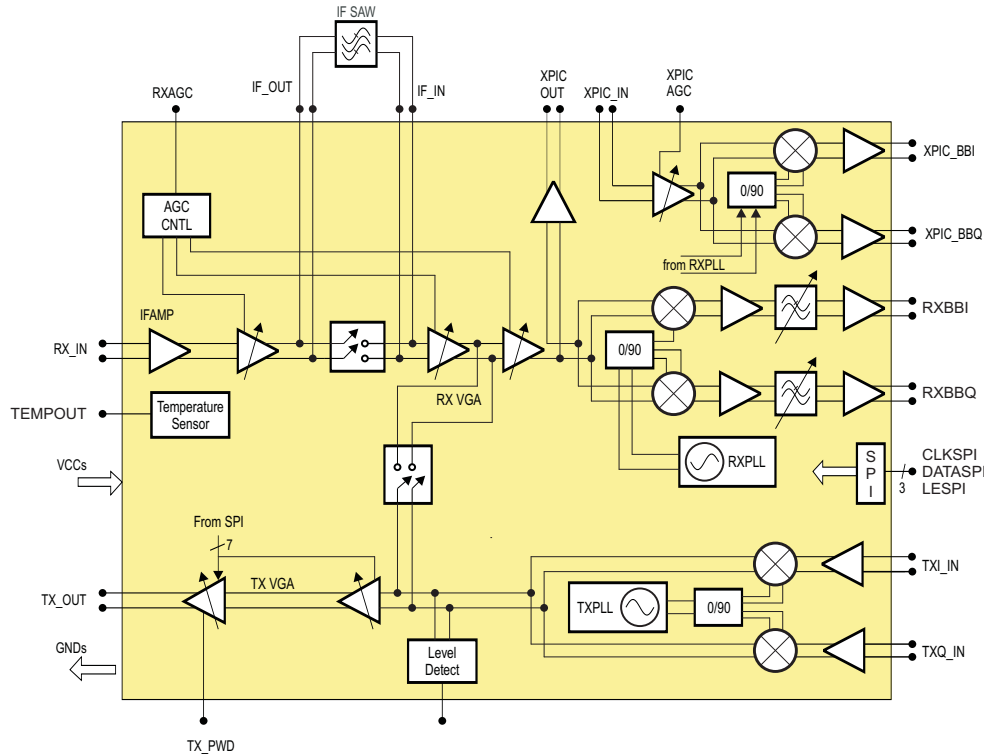 IF SAW
RXAGC
IF_OUT
IF_IN
XPIC
OUT
XPIC_IN
XPIC
AGC
XPIC_BBI
0/90
AGC
CNTL
XPIC_BBQ
from RXPLL
IFAMP
RXBBI
RX_IN
0/90
RX VGA
RXBBQ
TEMPOUT
Temperature
Sensor
RXPLL
S
P
I
CLKSPI
DATASPI
LESPI
3
VCCs
From SPI
7
TXI_IN
TX VGA
TX_OUT
TXPLL
0/90
GNDs
Level
Detect
TXQ_IN
TX_PWD